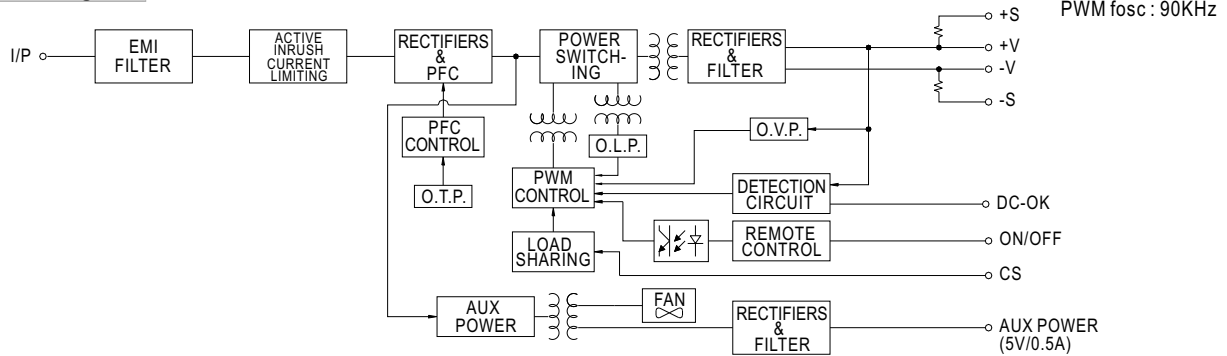 PWM fosc : 90KHz
I/P
EMI
FILTER
ACTIVE
INRUSH
CURRENT
LIMITING
RECTIFIERS
&
PFC
POWER
SWITCH-
ING
RECTIFIERS
&
FILTER
+S
+V
-V
-S
PFC
CONTROL
O.L.P.
O.V.P.
O.T.P.
PWM
CONTROL
DETECTION
CIRCUIT
DC-OK
LOAD
SHARING
REMOTE
CONTROL
ON/OFF
CS
AUX
POWER
FAN
RECTIFIERS
&
FILTER
AUX POWER
(5V/0.5A)